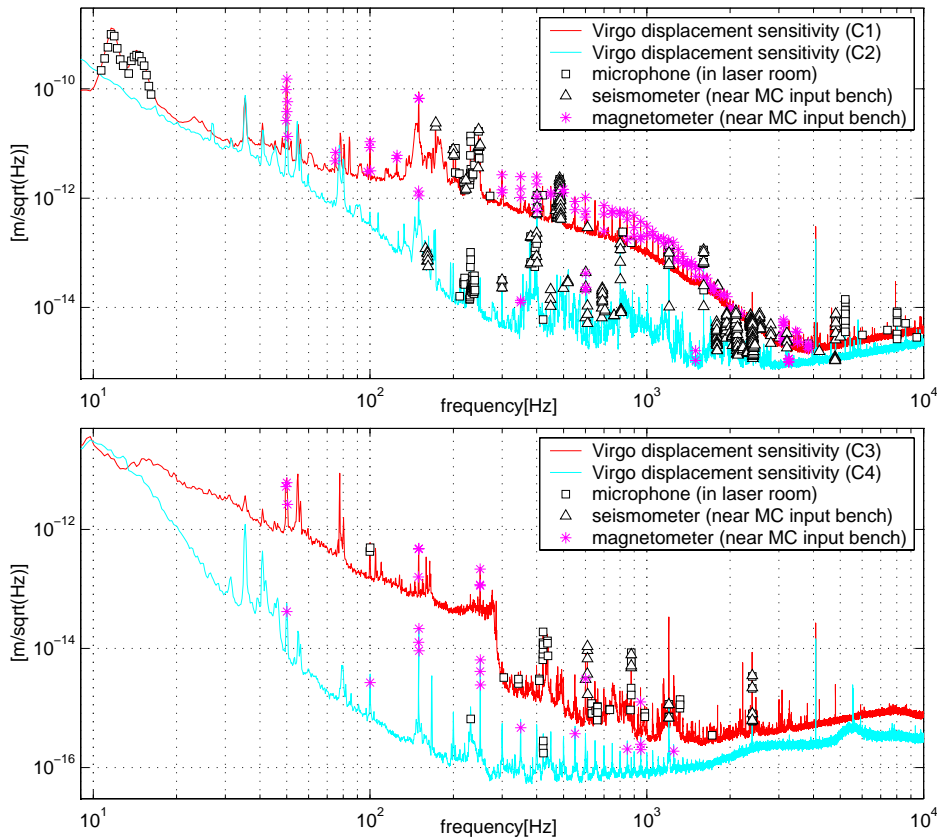 [m/sqrt(Hz)]
10^-10
10^-12
10^-14
Virgo displacement sensitivity (C1)
Virgo displacement sensitivity (C2)
microphone (in laser room)
seismometer (near MC input bench)
magnetometer (near MC input bench)
10^1 10^2 10^3 10^4
frequency[Hz]
[m/sqrt(Hz)]
10^-12
10^-14
10^-16
Virgo displacement sensitivity (C3)
Virgo displacement sensitivity (C4)
microphone (in laser room)
seismometer (near MC input bench)
magnetometer (near MC input bench)
10^1 10^2 10^3 10^4
frequency[Hz]